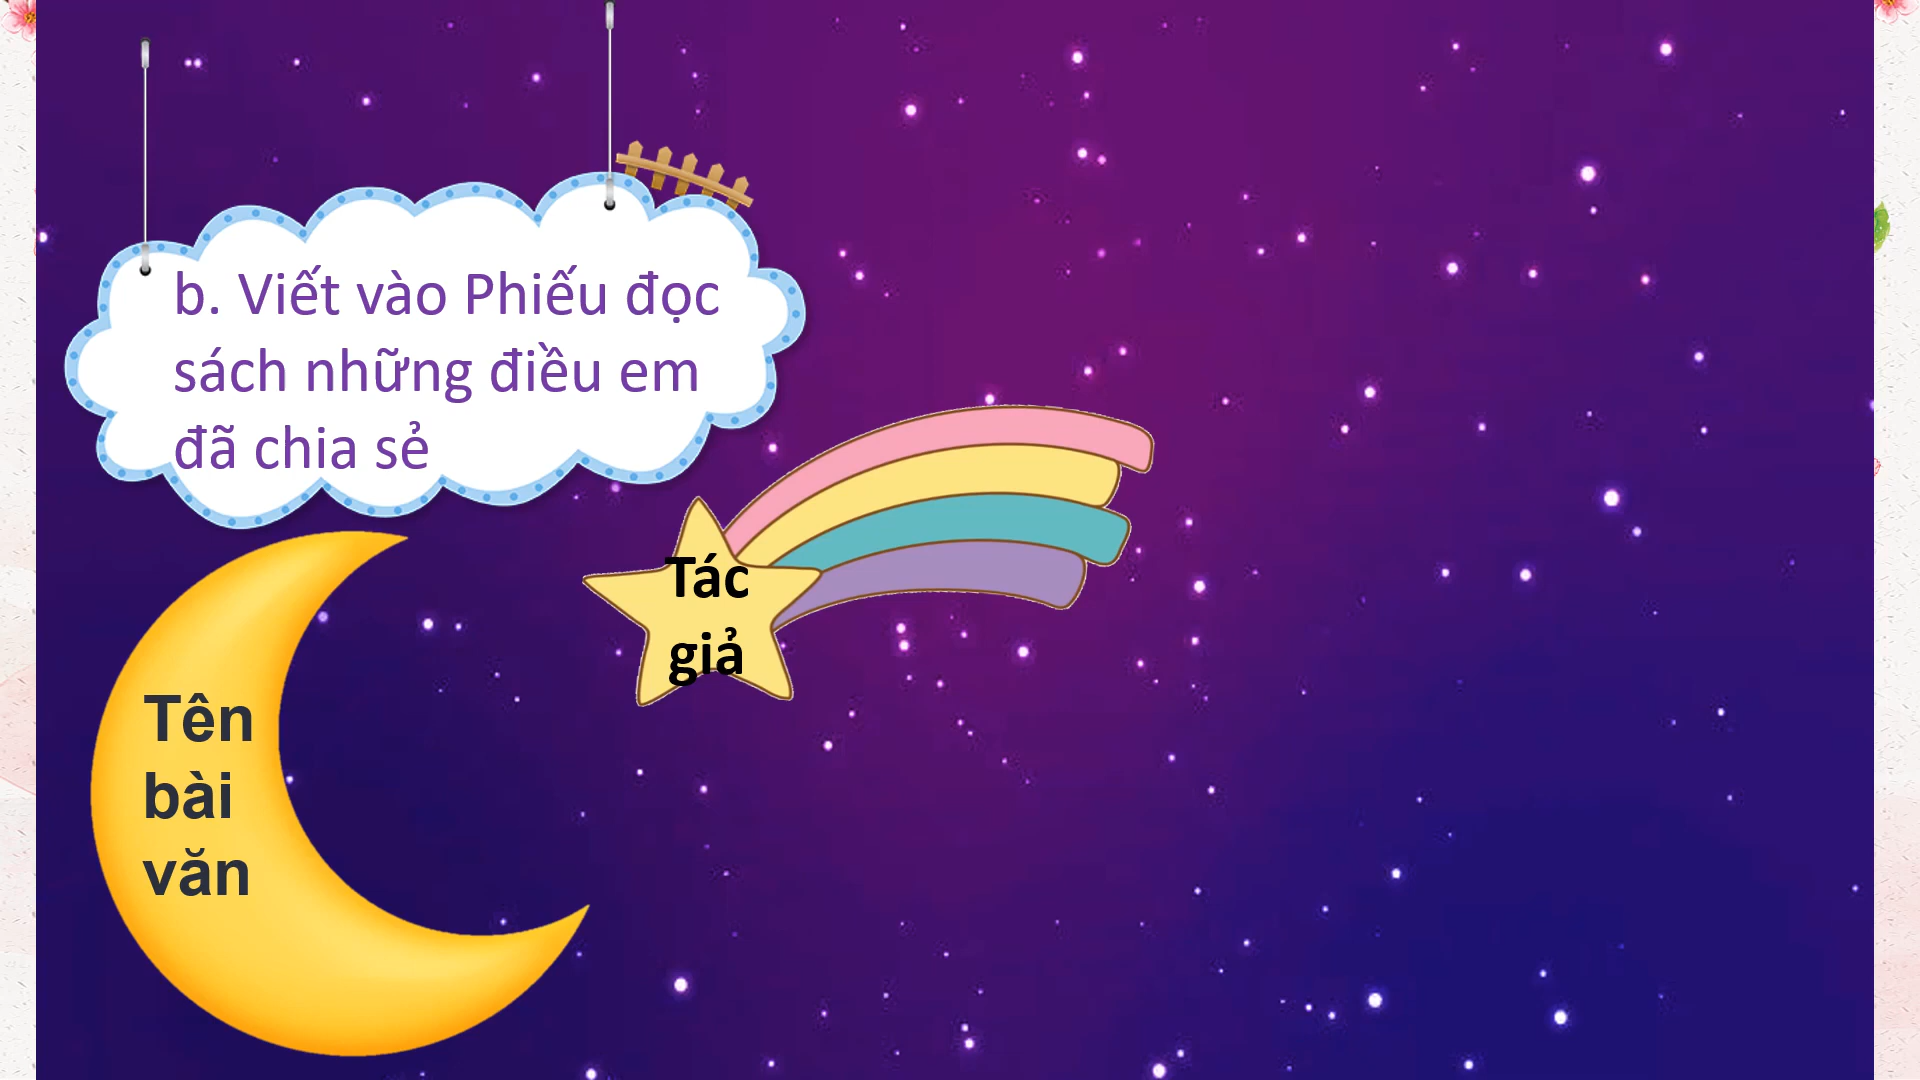 b. Viết vào Phiếu đọc
sách những điều em
đã chia sẻ
Tác
giả
Tên
bài
văn